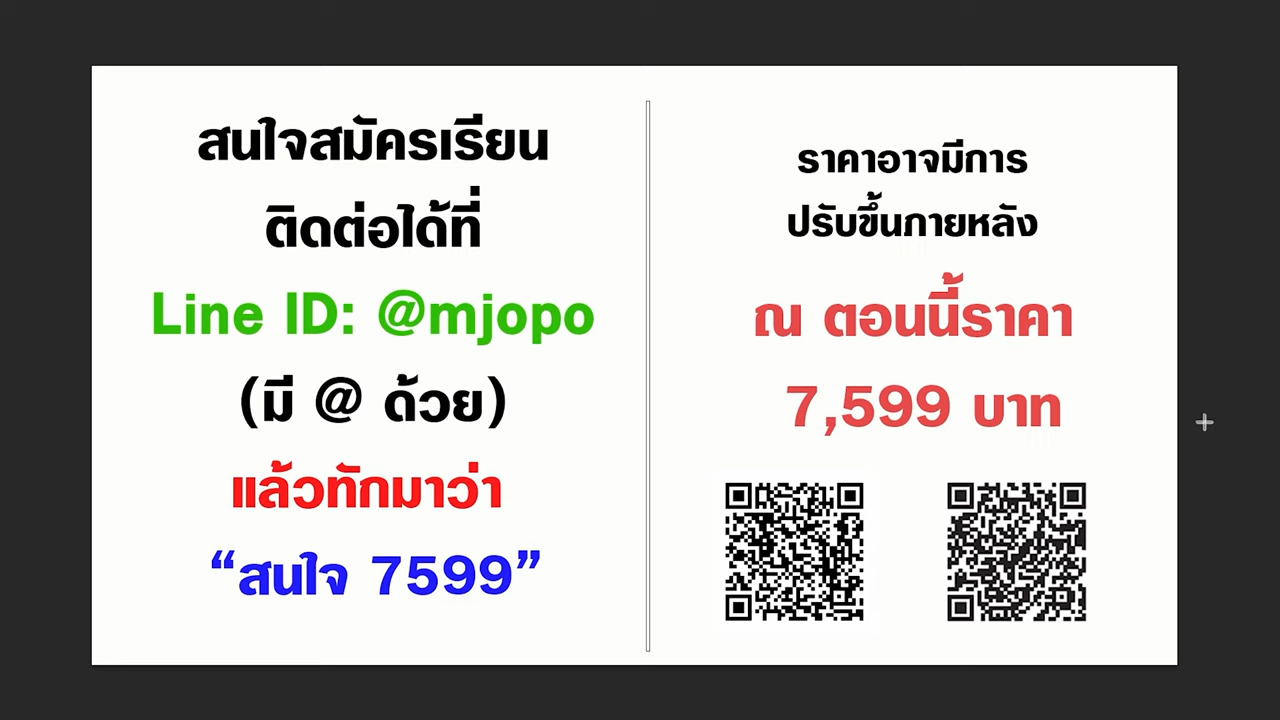 สนใจสมัครเรียน
ติดต่อได้ที่
Line ID: @mjopo
(มี @ ด้วย)
แล้วทักมาว่า
“สนใจ 7599”
ราคาอาจมีการ
ปรับขึ้นภายหลัง
ณ ตอนนี้ราคา
7,599 บาท